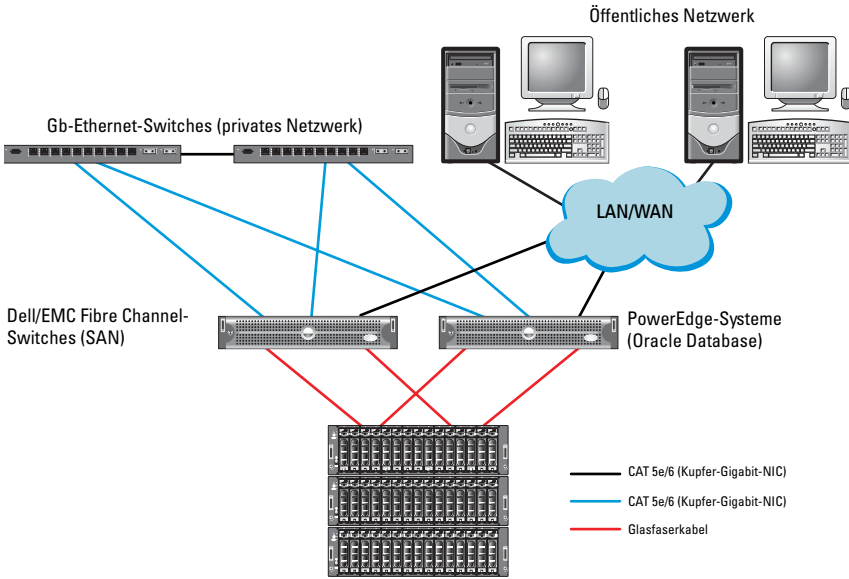 Öffentliches Netzwerk
Gb-Ethernet-Switches (privates Netzwerk)
LAN/WAN
Dell/EMC Fibre Channel-
Switches (SAN)
PowerEdge-Systeme
(Oracle Database)
CAT 5e/6 (Kupfer-Gigabit-NIC)
CAT 5e/6 (Kupfer-Gigabit-NIC)
Glasfaserkabel